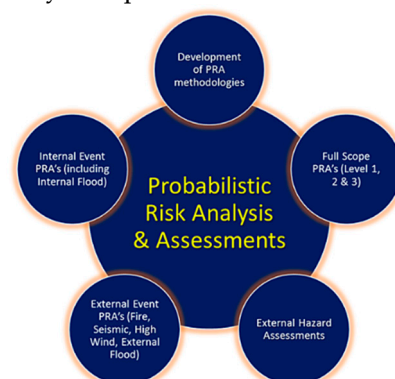 Development
of PRA
methodologies
Internal Event
PRA's (including
Internal Flood)
Full Scope
PRA's (Level 1,
2 & 3)
Probabilistic
Risk Analysis
& Assessments
External Event
PRA's (Fire,
Seismic, High
Wind, External
Flood)
External Hazard
Assessments